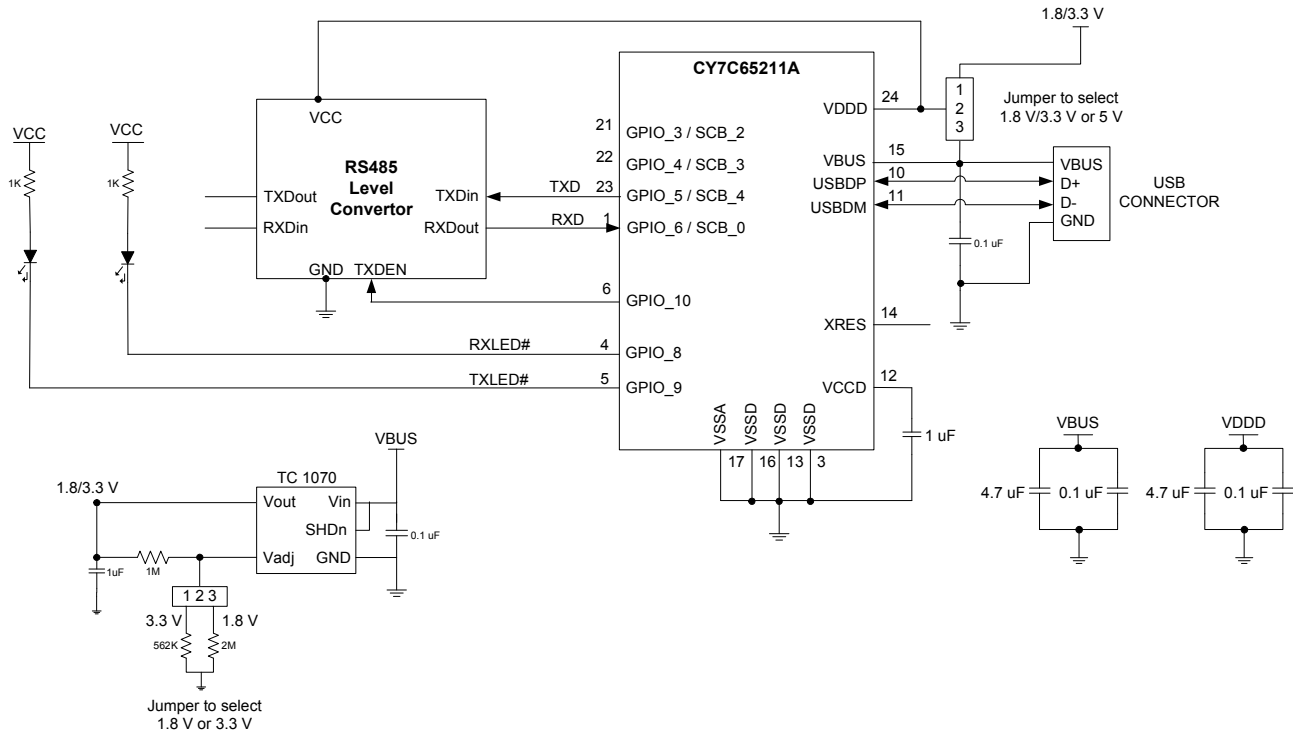 1.8/3.3 V
CY7C65211A
VCC
VCC
1K
1K
VCC
RS485
Level
Convertor
TXDout
RXDin
TXDin
RXDout
GND
TXDEN
TXD
RXD
21
GPIO_3 / SCB_2
22
GPIO_4 / SCB_3
23
GPIO_5 / SCB_4
1
GPIO_6 / SCB_0
6
GPIO_10
RXLED#
4
GPIO_8
TXLED#
5
GPIO_9
VDDD
24
1
2
3
Jumper to select
1.8 V/3.3 V or 5 V
VBUS
15
USBDP
10
USBDM
11
VBUS
D+
D-
GND
USB
CONNECTOR
0.1 uF
XRES
14
VCCD
12
1 uF
VSSA
VSSD
VSSD
VSSD
17
16
13
3
VBUS
4.7 uF
0.1 uF
VDDD
4.7 uF
0.1 uF
VBUS
TC 1070
1.8/3.3 V
Vout
Vin
SHDn
Vadj
GND
0.1 uF
1uF
1M
1 2 3
3.3 V
1.8 V
562K
2M
Jumper to select
1.8 V or 3.3 V